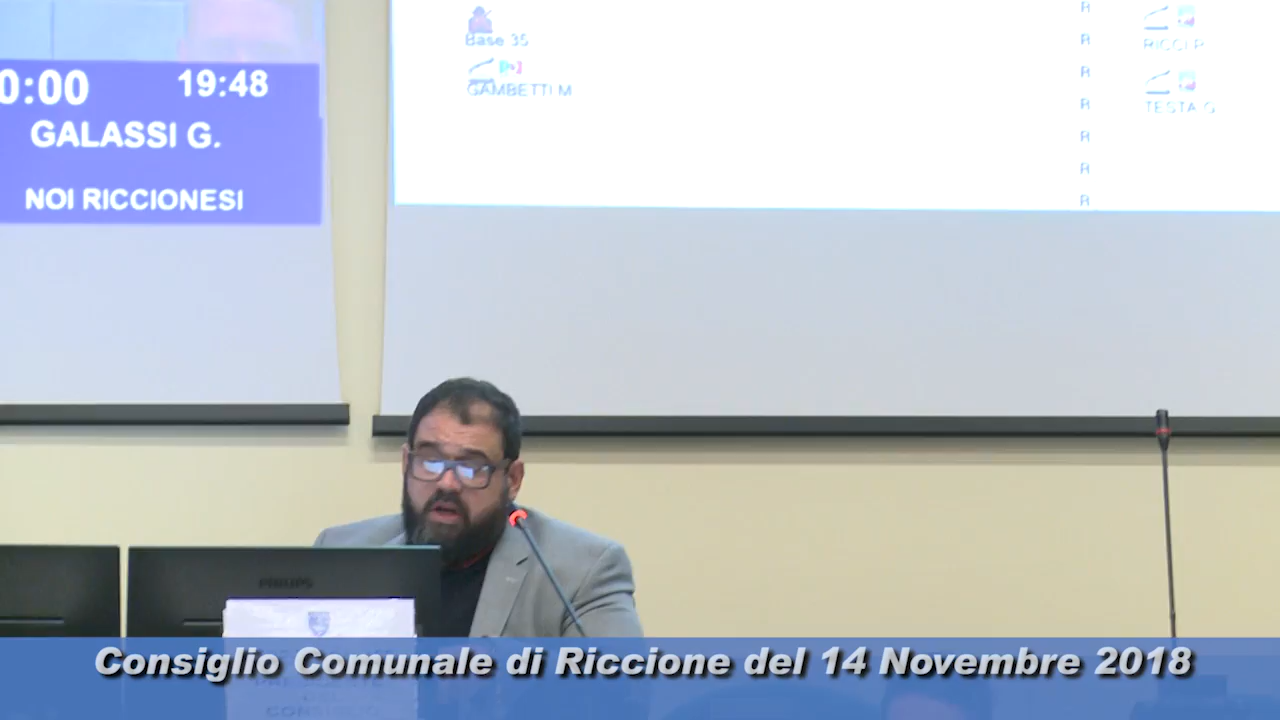 0:00 19:48
GALASSI G.
NOI RICCIONESI
Base 35
GAMBETTI M
R
R
R
R
R
R
R
RICCI R
TESTA G
PHILIPS
Consiglio Comunale di Riccione del 14 Novembre 2018
CONSIGLIO